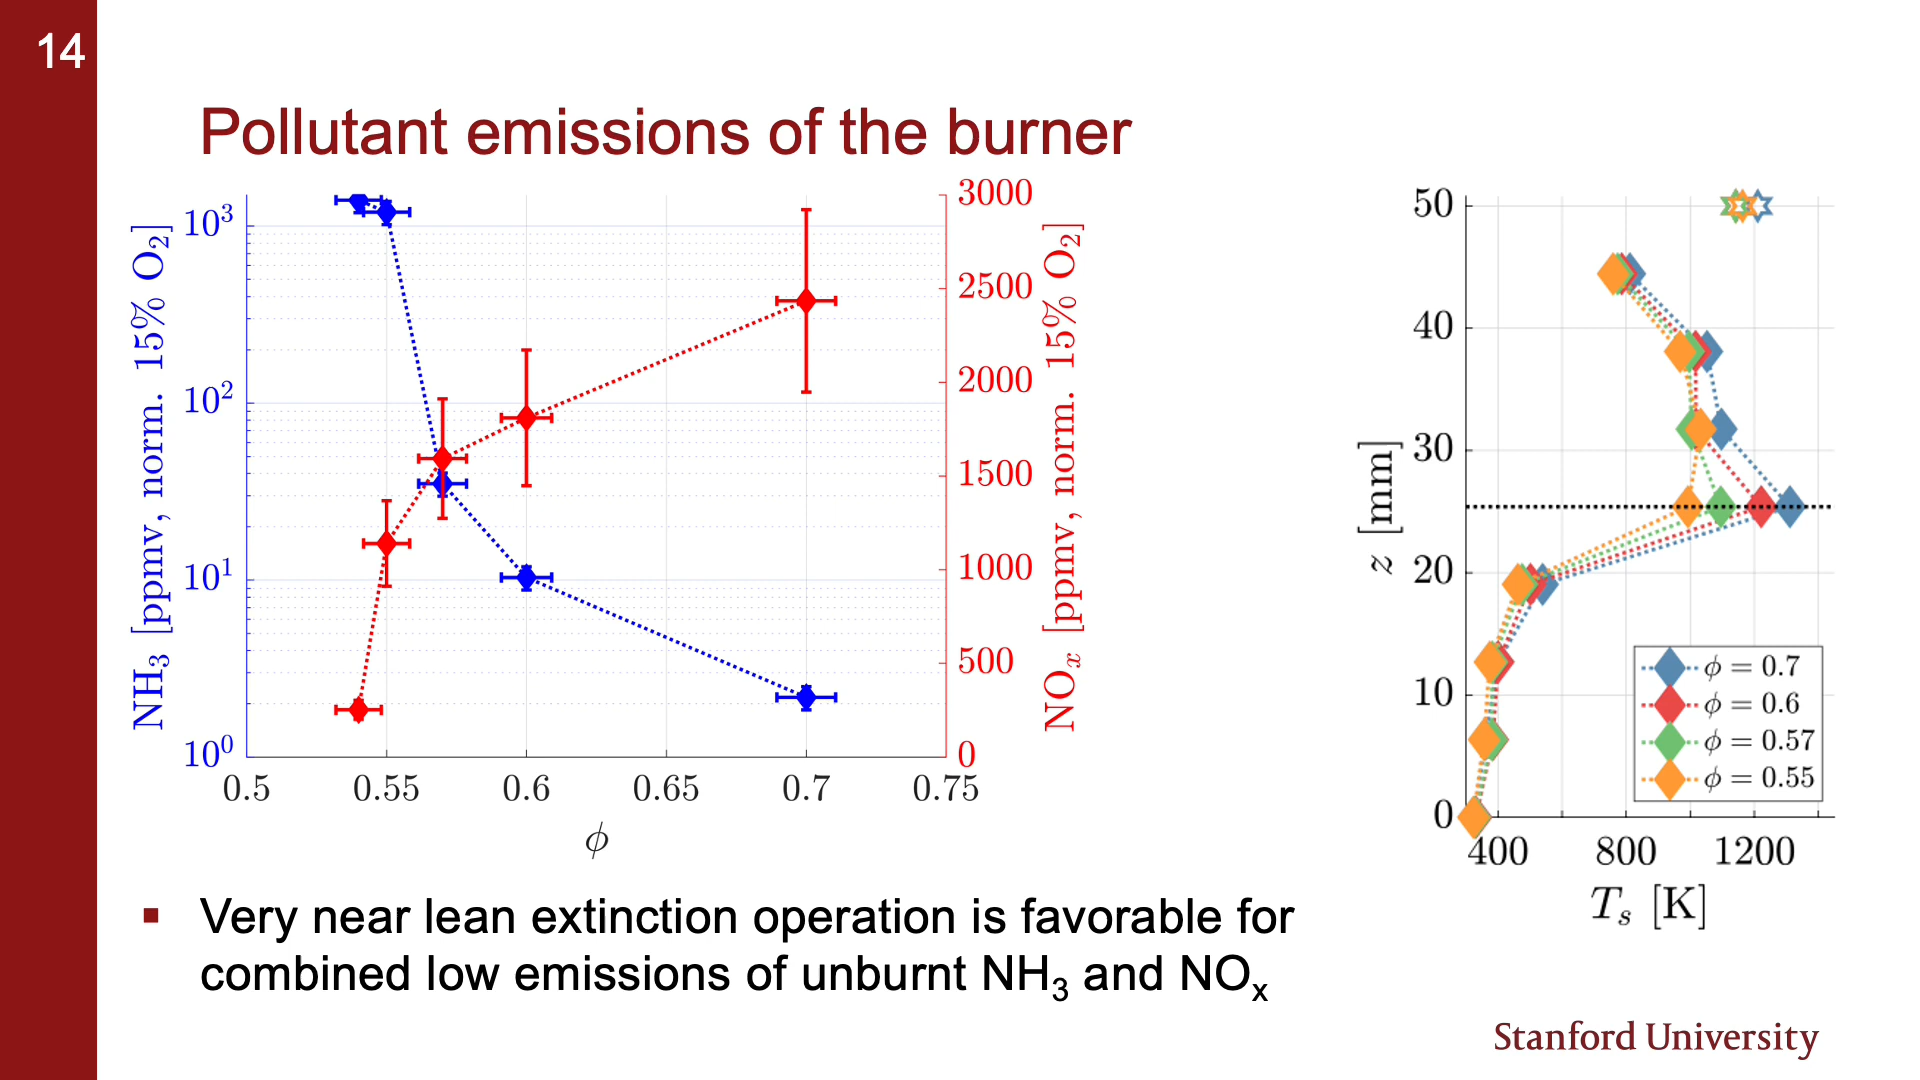 14
Pollutant emissions of the burner
10³
10²
10¹
10⁰
NH₃ [ppmv, norm. 15% O₂]
3000
2500
2000
1500
1000
500
0
NOₓ [ppmv, norm. 15% O₂]
0.5 0.55 0.6 0.65 0.7 0.75
ϕ
50
40
30
20
10
0
z [mm]
ϕ = 0.7
ϕ = 0.6
ϕ = 0.57
ϕ = 0.55
400 800 1200
Tₛ [K]
▪ Very near lean extinction operation is favorable for
combined low emissions of unburnt NH₃ and NOₓ
Stanford University